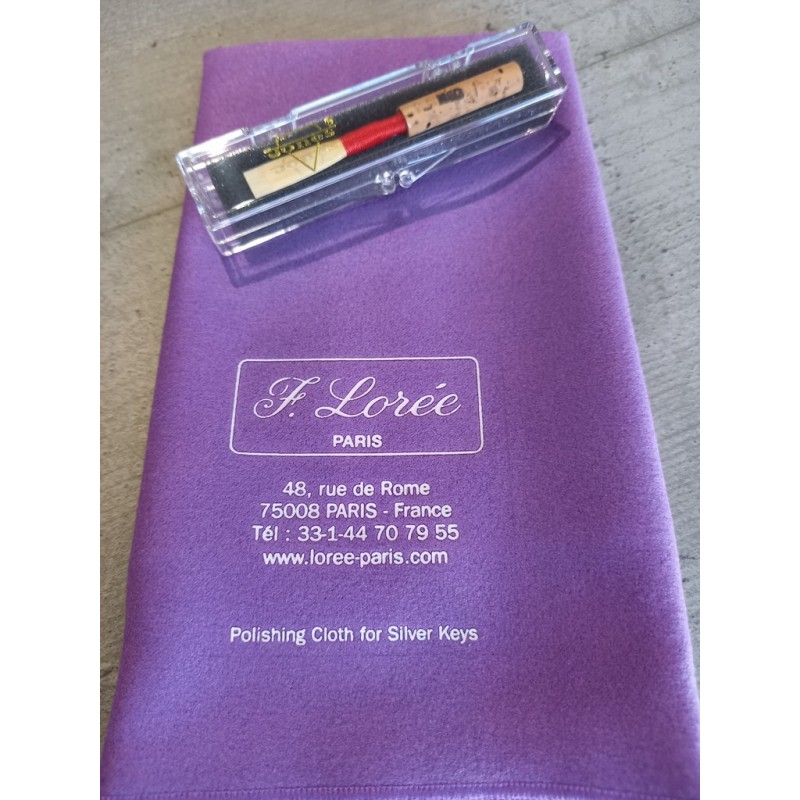 Jones
F. Lorée
PARIS
48, rue de Rome
75008 PARIS - France
Tél : 33-1-44 70 79 55
www.loree-paris.com
Polishing Cloth for Silver Keys